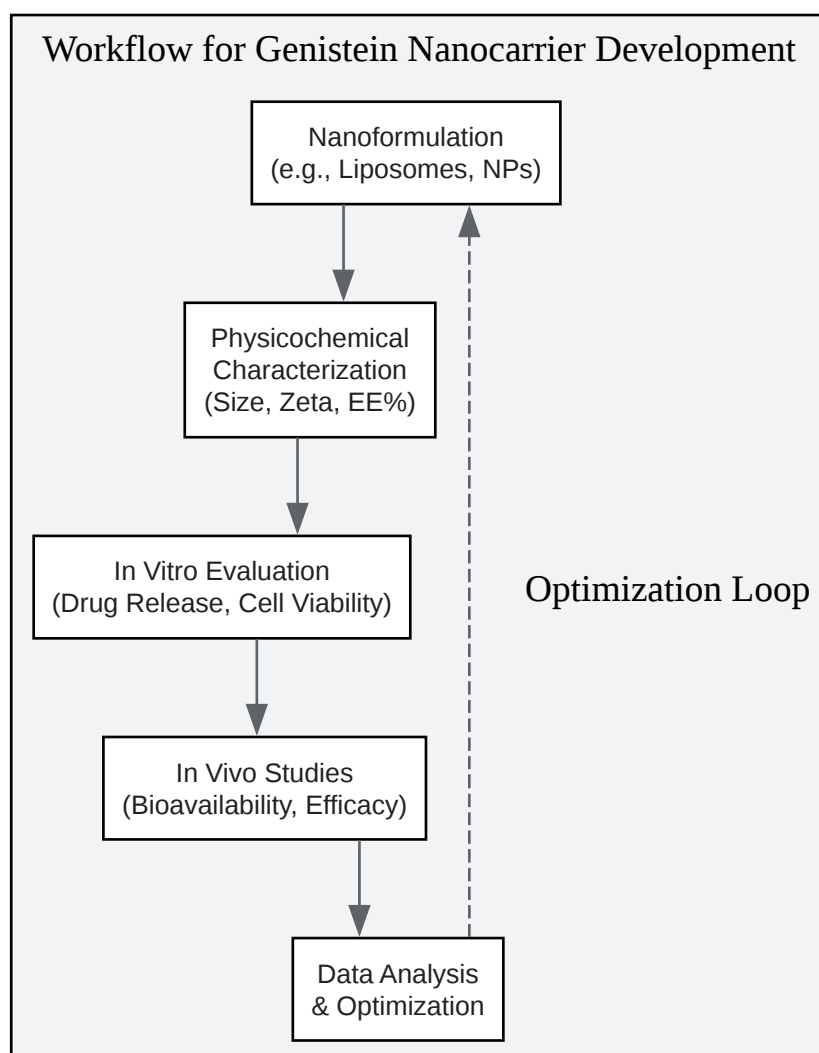 Workflow for Genistein Nanocarrier Development
Nanoformulation
(e.g., Liposomes, NPs)
Physicochemical
Characterization
(Size, Zeta, EE%)
In Vitro Evaluation
(Drug Release, Cell Viability)
Optimization Loop
In Vivo Studies
(Bioavailability, Efficacy)
Data Analysis
& Optimization